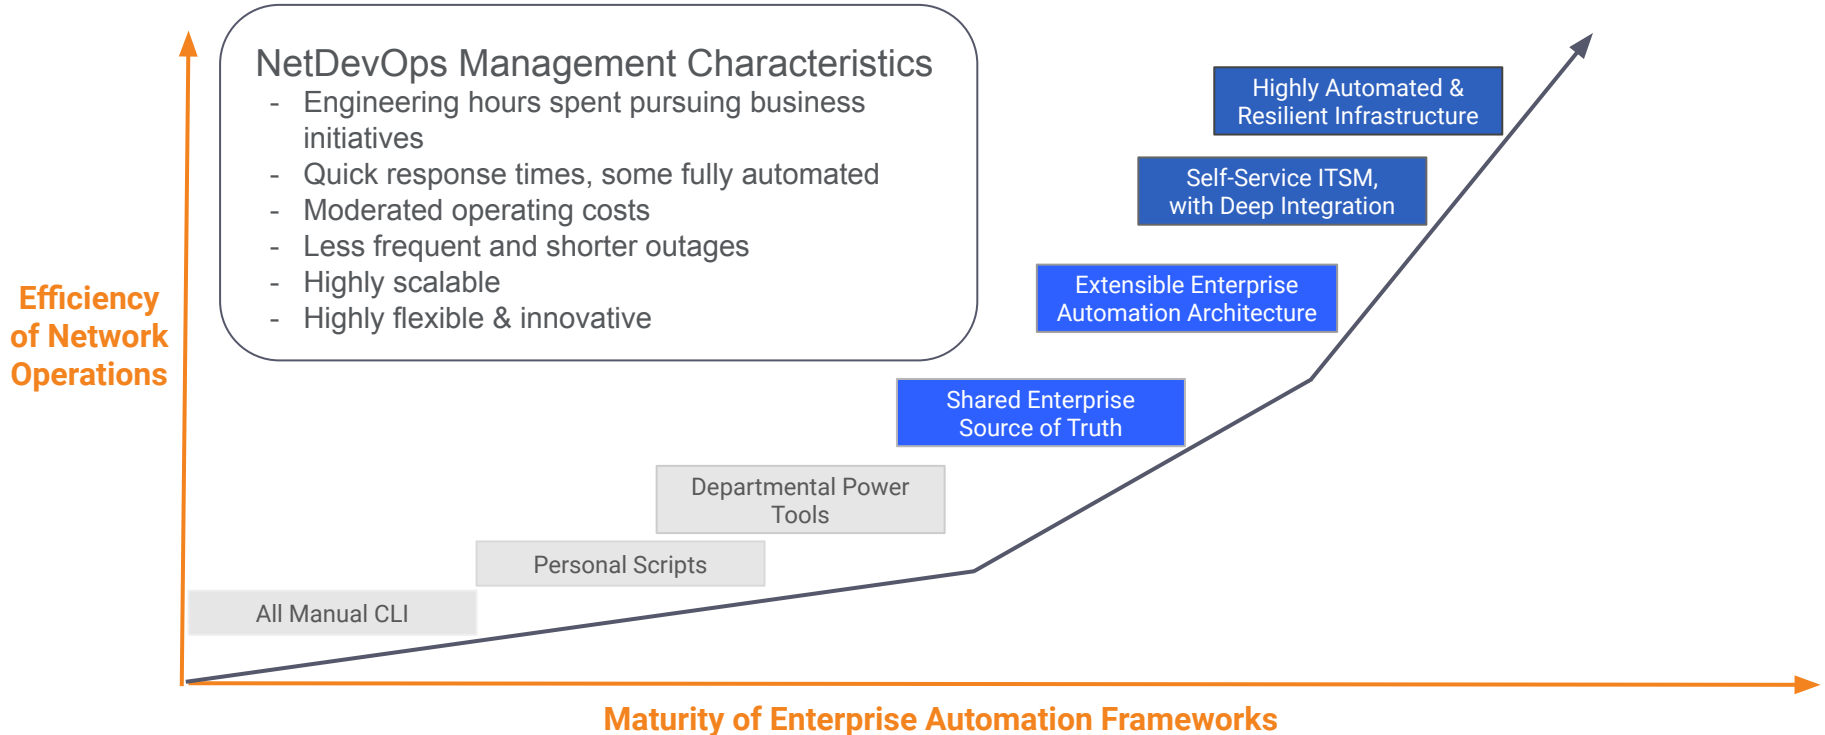 NetDevOps Management Characteristics
- Engineering hours spent pursuing business
initiatives
- Quick response times, some fully automated
- Moderated operating costs
- Less frequent and shorter outages
- Highly scalable
- Highly flexible & innovative
Highly Automated &
Resilient Infrastructure
Self-Service ITSM,
with Deep Integration
Extensible Enterprise
Automation Architecture
Shared Enterprise
Source of Truth
Departmental Power
Tools
Personal Scripts
All Manual CLI
Efficiency
of Network
Operations
Maturity of Enterprise Automation Frameworks